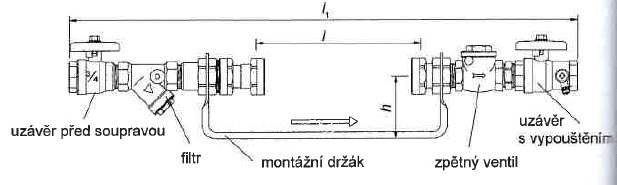 l₁
l
3/4
h
uzávěr před soupravou
filtr
montážní držák
zpětný ventil
uzávěr
s vypouštěním